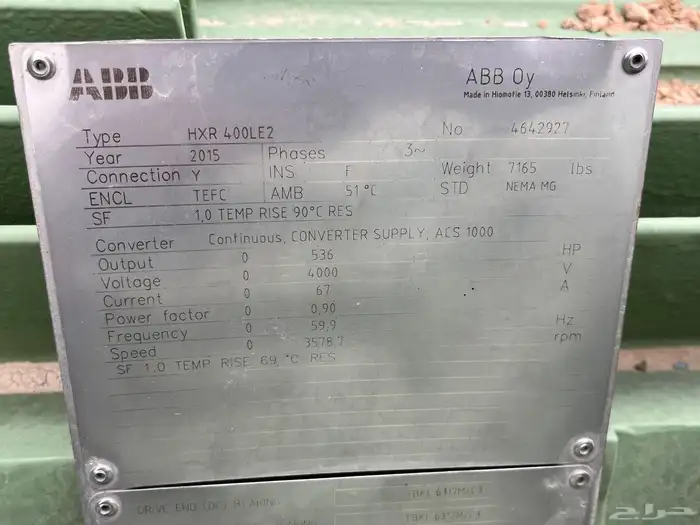 ABB
ABB Oy
Made in Hiomotie 13, 00380 Helsinki, Finland
Type HXR 400LE2 No 4642927
Year 2015 Phases 3~
Connection Y INS F Weight 7165 lbs
ENCL TEFC AMB 51°C STD NEMA MG
SF 1,0 TEMP RISE 90°C RES
Converter Continuous, CONVERTER SUPPLY, ACS 1000
Output 0 536 HP
Voltage 0 4000 V
Current 0 67 A
Power factor 0 0,90
Frequency 0 59,9 Hz
Speed 0 3578,7 rpm
SF 1,0 TEMP RISE 69,°C RES
DRIVE END
حراج